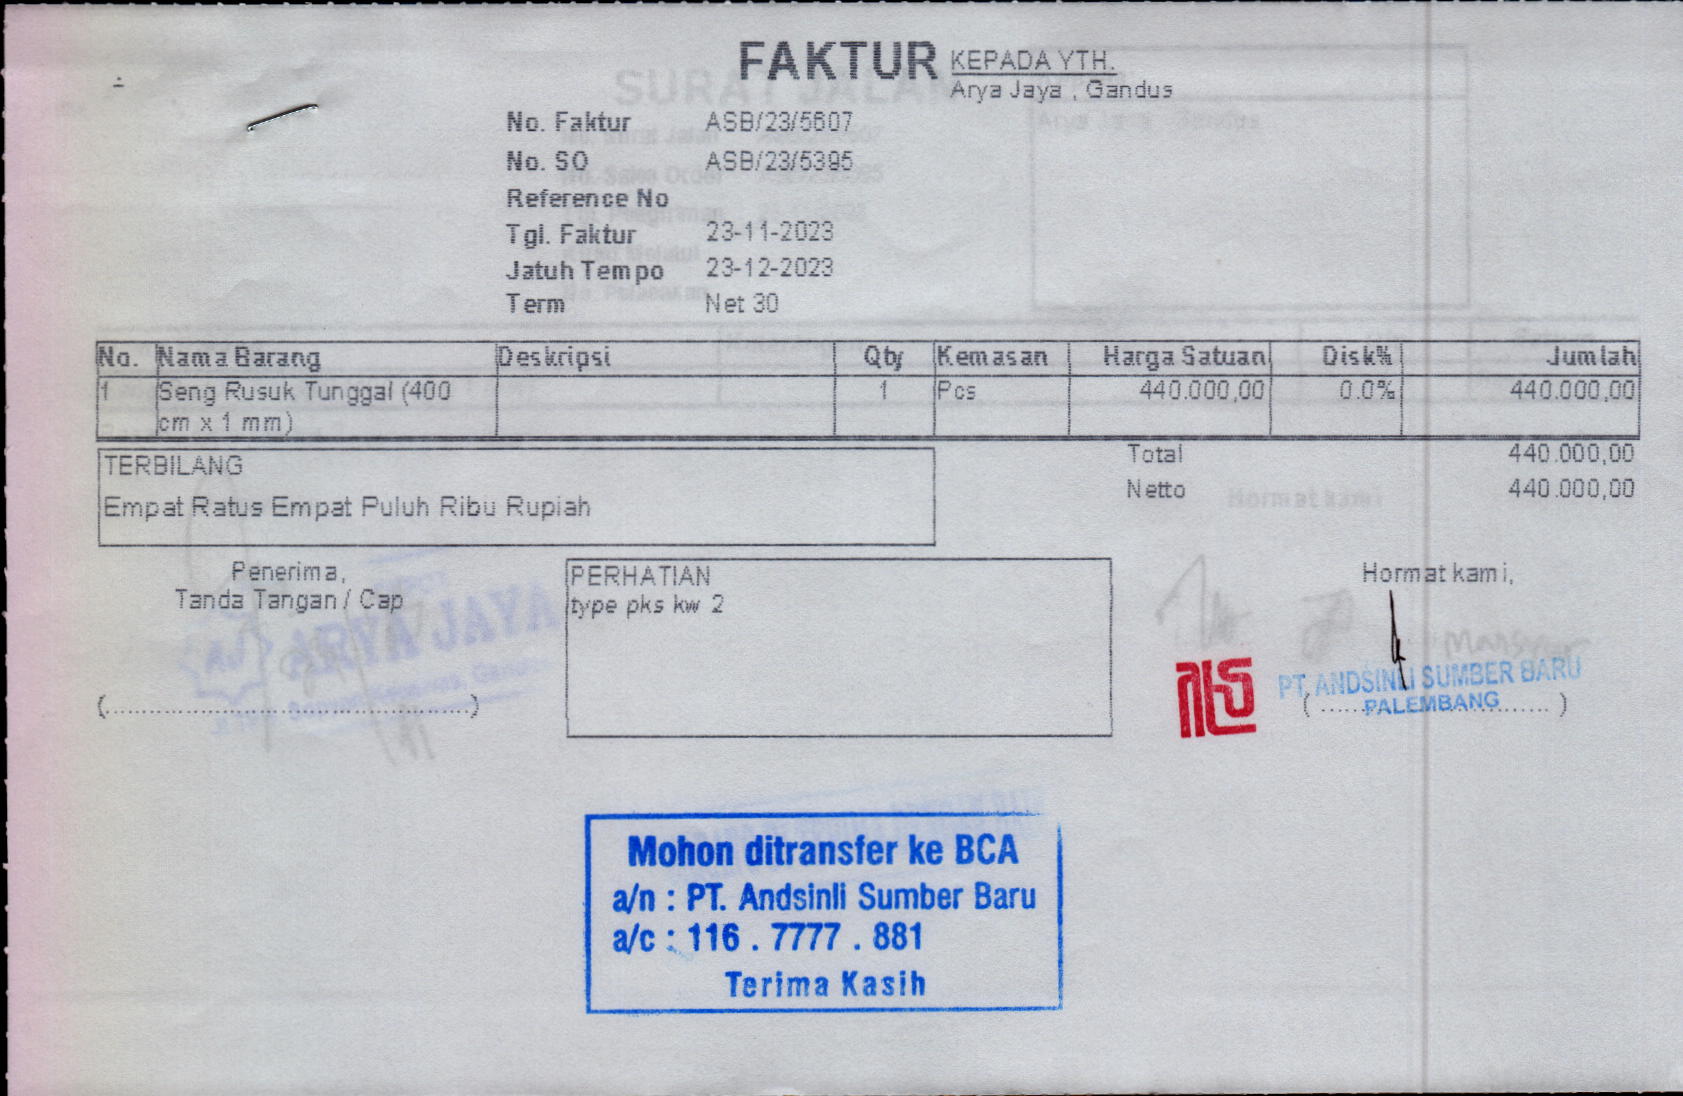 FAKTUR
KEPADA YTH.
Arya Jaya , Gandus
No. Faktur ASB/23/5607
No. SO ASB/23/5395
Reference No
Tgl. Faktur 23-11-2023
Jatuh Tempo 23-12-2023
Term Net 30
No. Nama Barang Deskripsi Qty Kemasan Harga Satuan Disk% Jumlah
1 Seng Rusuk Tunggal (400 1 Pcs 440.000,00 0.0% 440.000,00
cm x 1 mm)
Total 440.000,00
Netto 440.000,00
TERBILANG
Empat Ratus Empat Puluh Ribu Rupiah
Penerima,
Tanda Tangan / Cap
ARYA JAYA
(..........................................................)
PERHATIAN
type pks kw 2
Hormat kami,
PT. ANDSINLI SUMBER BARU
PALEMBANG
Mohon ditransfer ke BCA
a/n : PT. Andsinli Sumber Baru
a/c : 116 . 7777 . 881
Terima Kasih